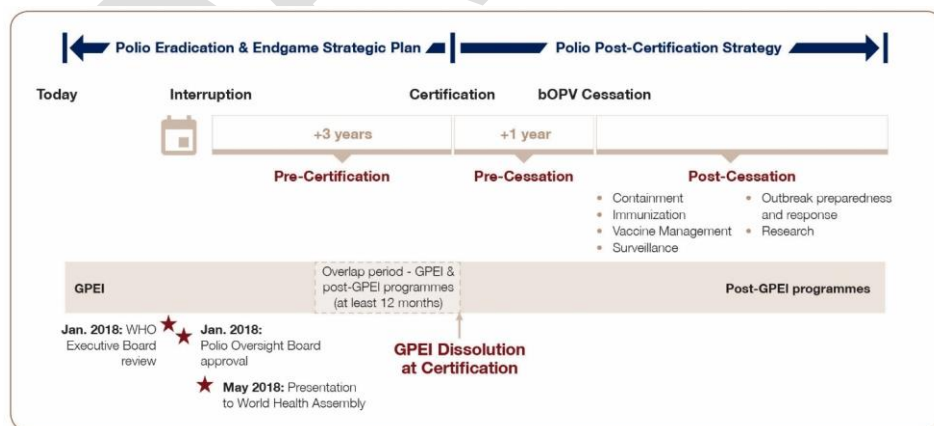 Polio Eradication & Endgame Strategic Plan
Polio Post-Certification Strategy
Today
Interruption
Certification
bOPV Cessation
+3 years
+1 year
Pre-Certification
Pre-Cessation
Post-Cessation
• Containment
• Immunization
• Vaccine Management
• Surveillance
• Outbreak preparedness
and response
• Research
GPEI
Overlap period - GPEI &
post-GPEI programmes
(at least 12 months)
Post-GPEI programmes
Jan. 2018: WHO
Executive Board
review
Jan. 2018:
Polio Oversight Board
approval
May 2018: Presentation
to World Health Assembly
GPEI Dissolution
at Certification